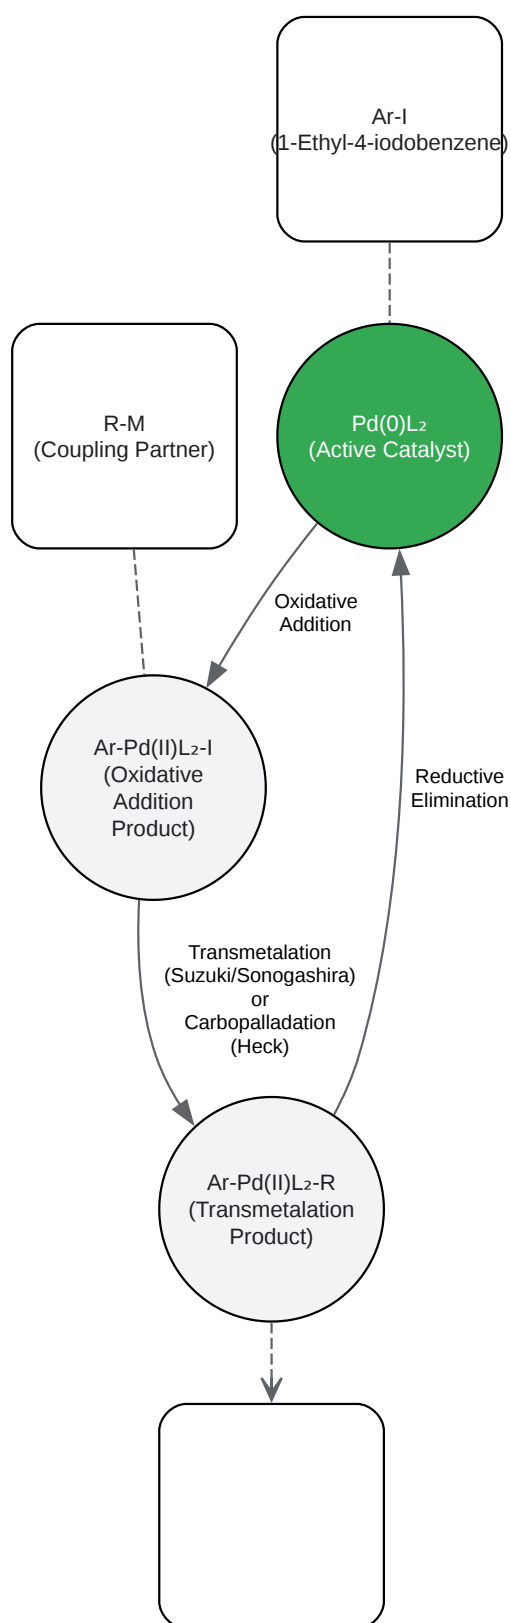 Ar-I
(1-Ethyl-4-iodobenzene)
R-M
(Coupling Partner)
Pd(0)L₂
(Active Catalyst)
Oxidative
Addition
Ar-Pd(II)L₂-I
(Oxidative
Addition
Product)
Reductive
Elimination
Transmetalation
(Suzuki/Sonogashira)
or
Carbopalladation
(Heck)
Ar-Pd(II)L₂-R
(Transmetalation
Product)